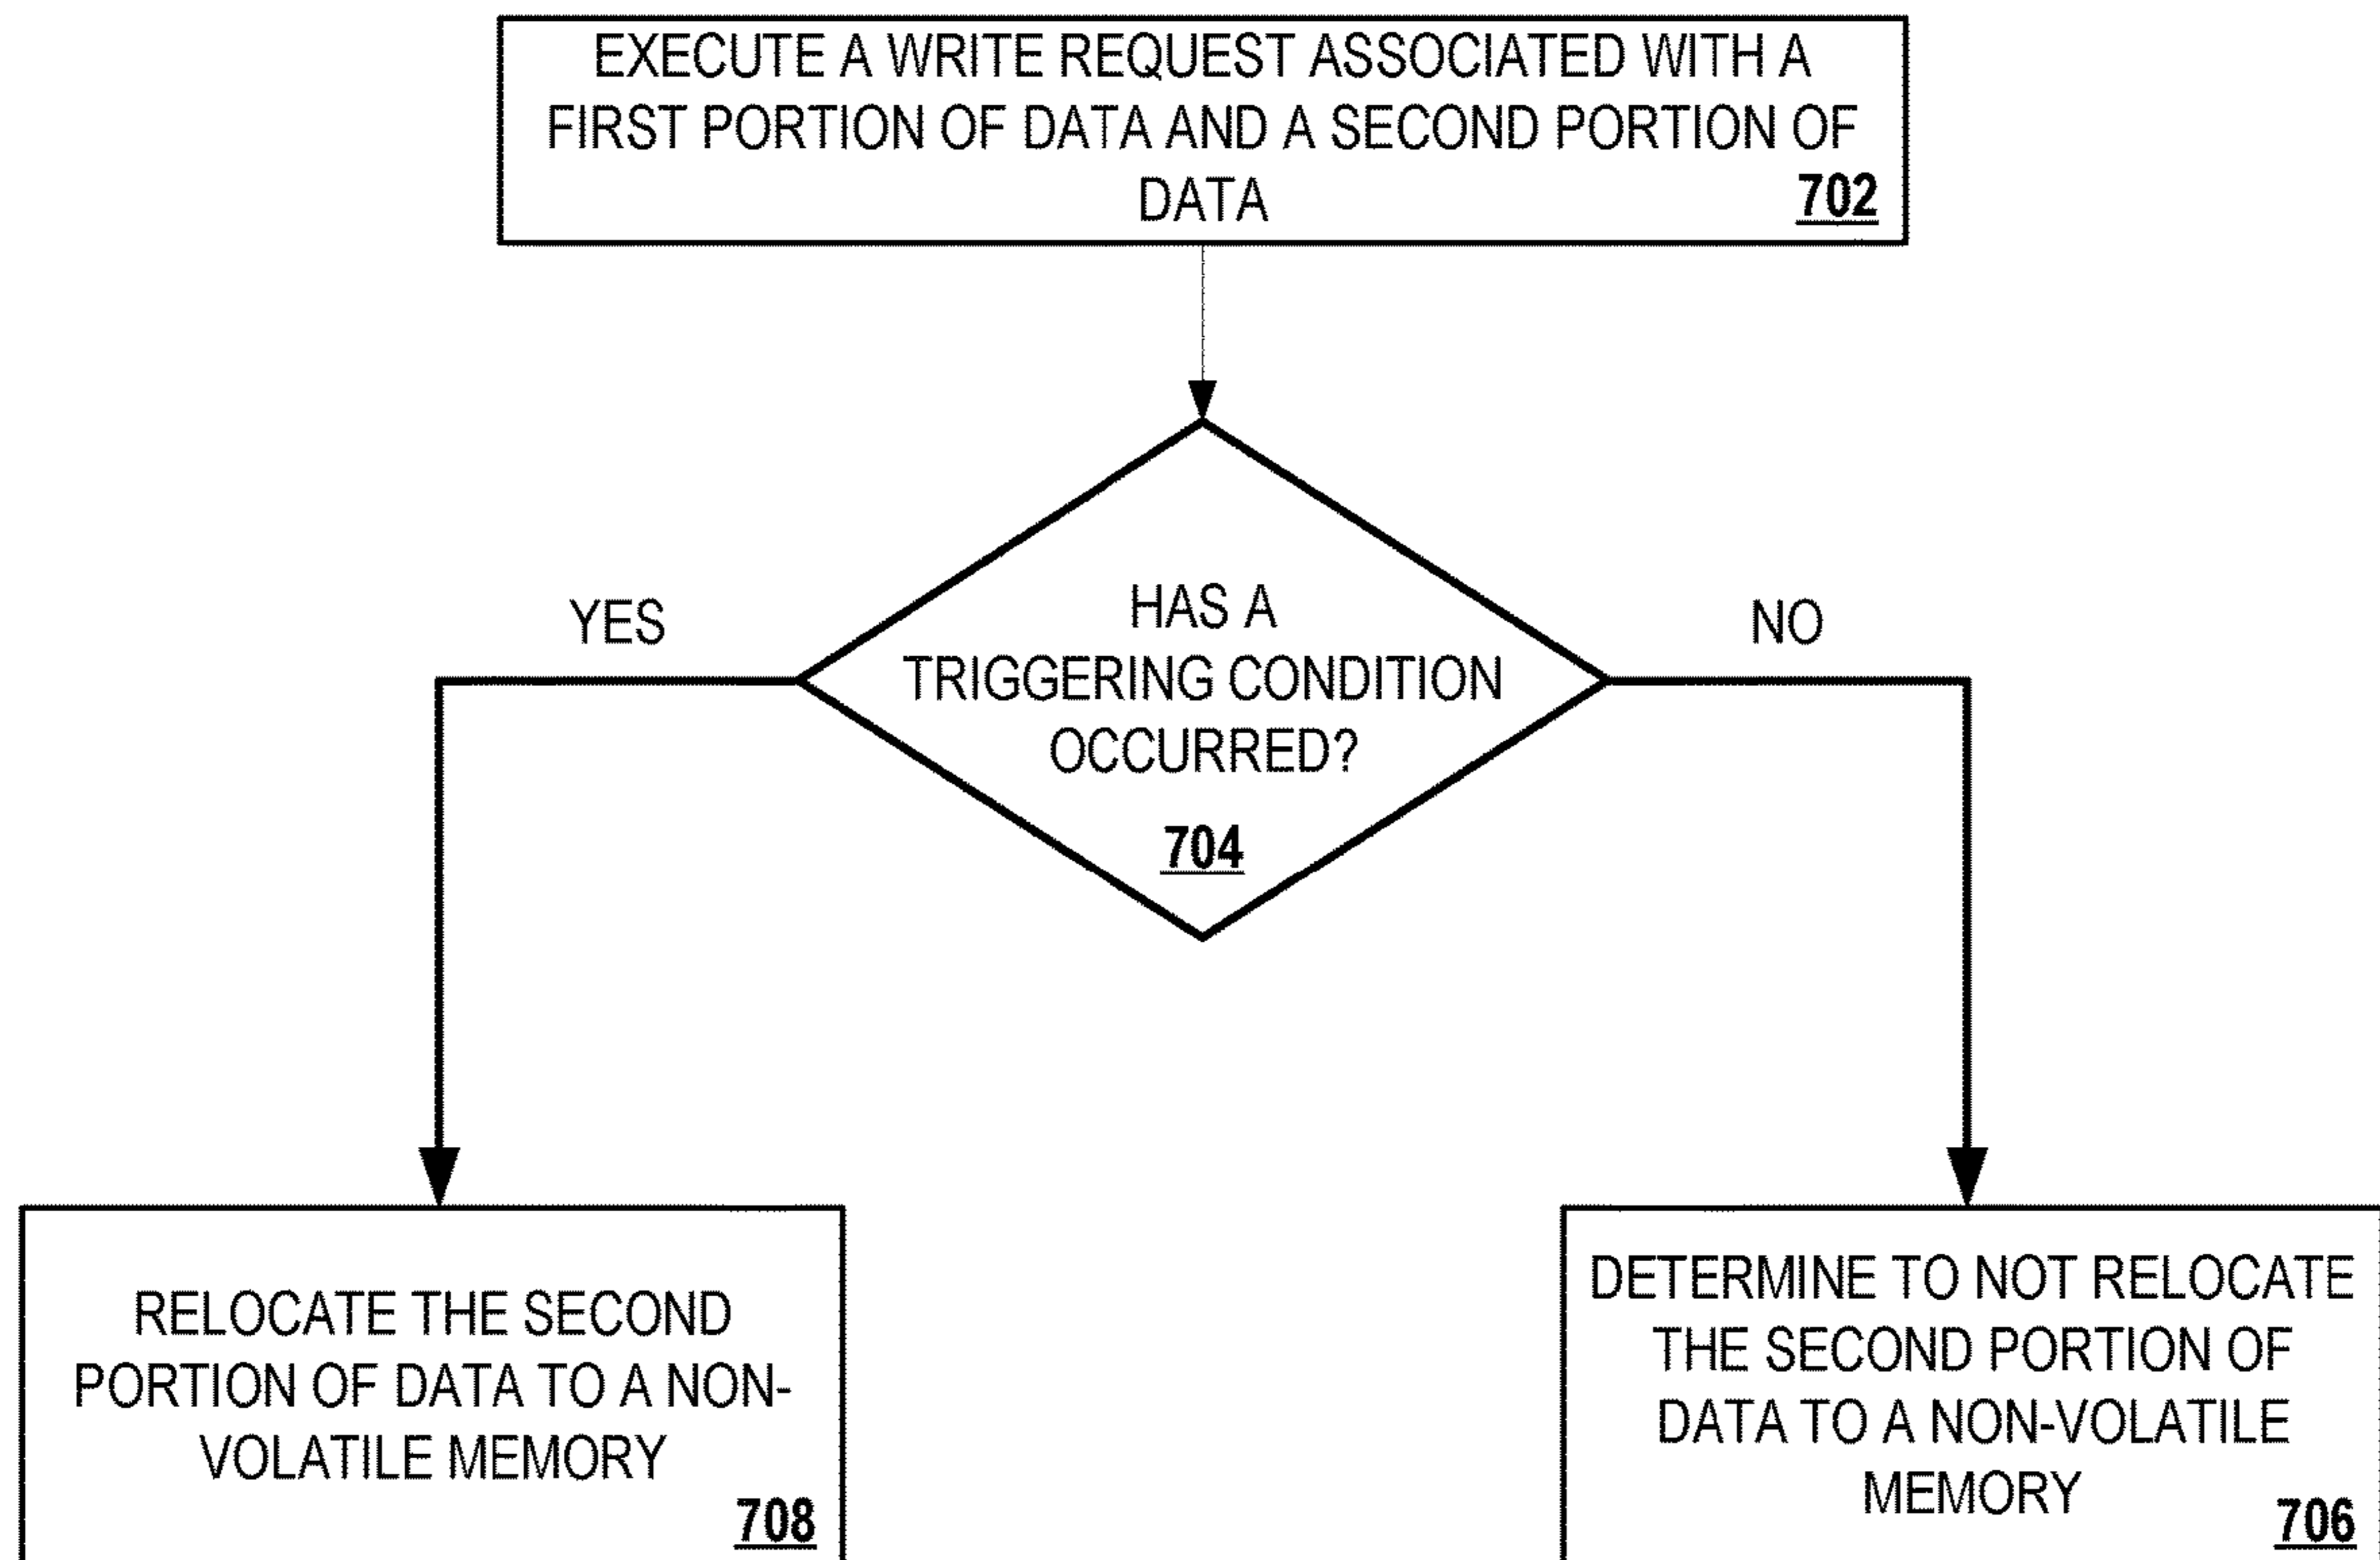 EXECUTE A WRITE REQUEST ASSOCIATED WITH A
FIRST PORTION OF DATA AND A SECOND PORTION OF
DATA
702
HAS A
TRIGGERING CONDITION
OCCURRED?
704
YES
NO
RELOCATE THE SECOND
PORTION OF DATA TO A NON-
VOLATILE MEMORY
708
DETERMINE TO NOT RELOCATE
THE SECOND PORTION OF
DATA TO A NON-VOLATILE
MEMORY
706